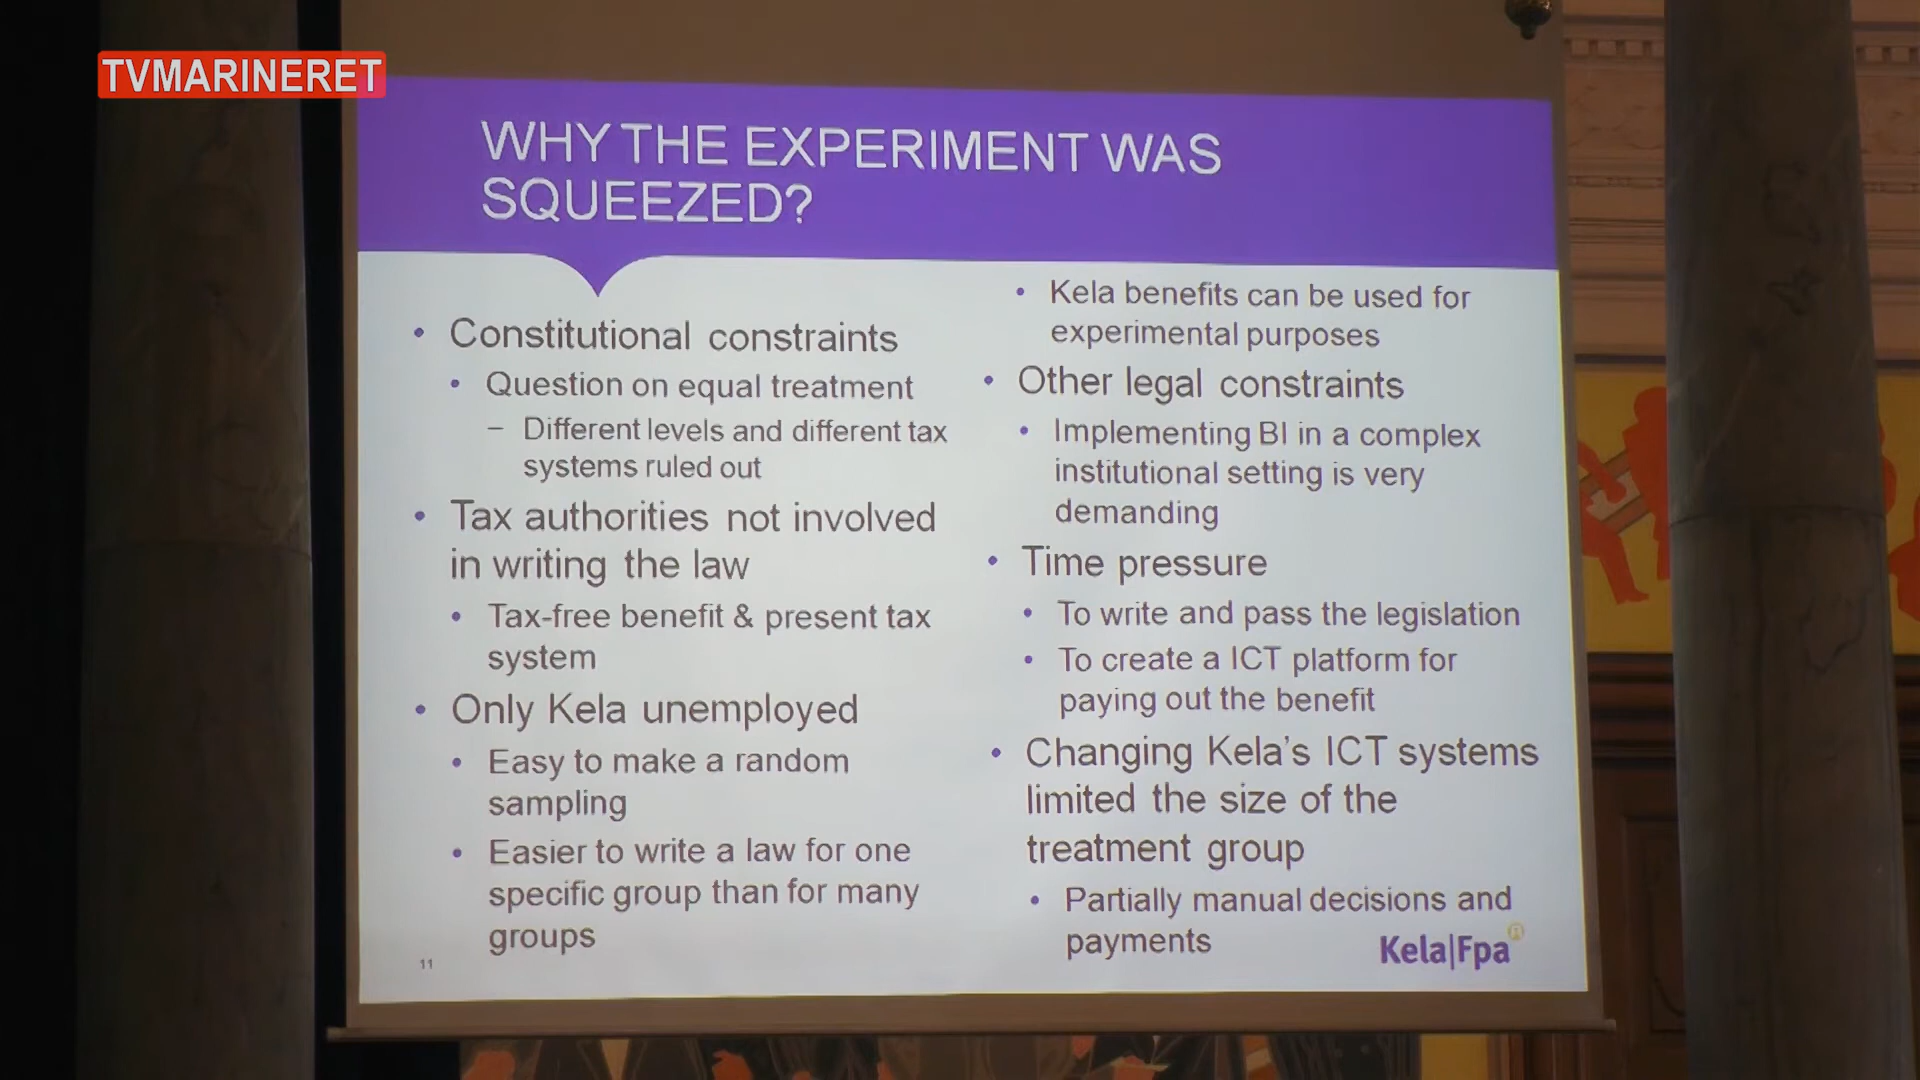 TVMARINERET
WHY THE EXPERIMENT WAS
SQUEEZED?
• Constitutional constraints
• Question on equal treatment
– Different levels and different tax
systems ruled out
• Tax authorities not involved
in writing the law
• Tax-free benefit & present tax
system
• Only Kela unemployed
• Easy to make a random
sampling
• Easier to write a law for one
specific group than for many
groups
• Kela benefits can be used for
experimental purposes
• Other legal constraints
• Implementing BI in a complex
institutional setting is very
demanding
• Time pressure
• To write and pass the legislation
• To create a ICT platform for
paying out the benefit
• Changing Kela's ICT systems
limited the size of the
treatment group
• Partially manual decisions and
payments
11
Kela|Fpa